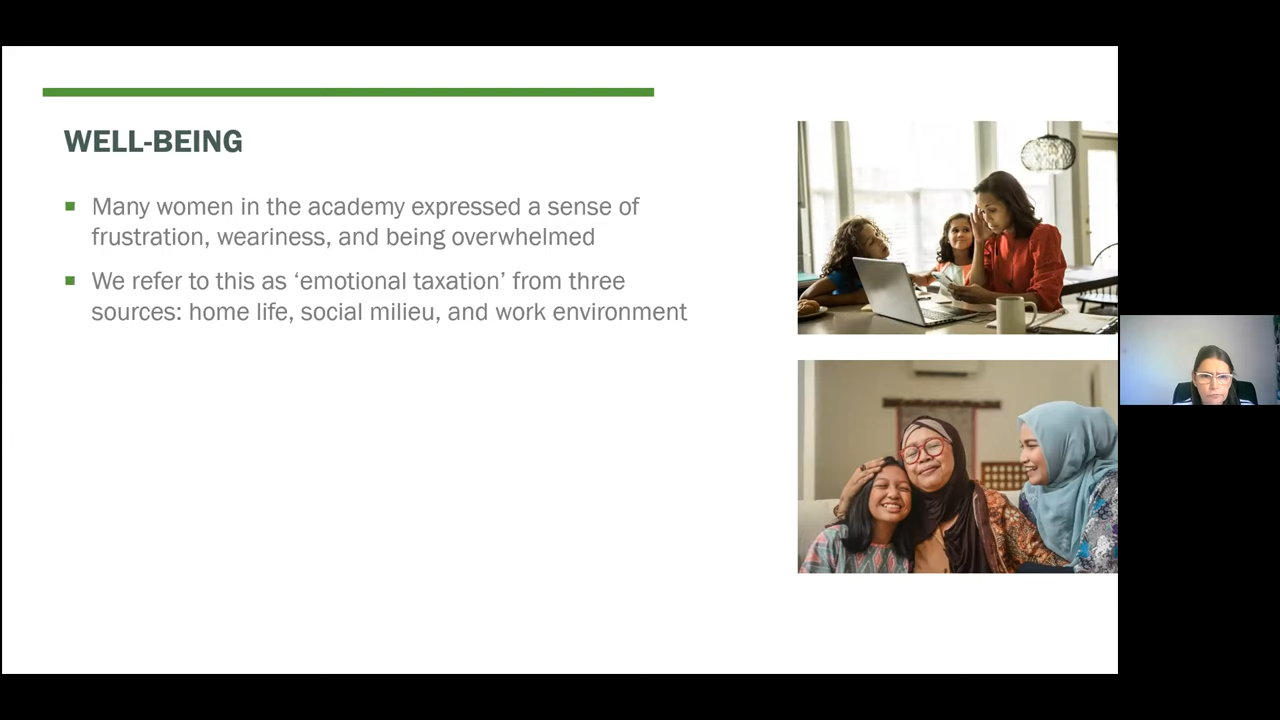 WELL-BEING
▪ Many women in the academy expressed a sense of
frustration, weariness, and being overwhelmed
▪ We refer to this as ‘emotional taxation’ from three
sources: home life, social milieu, and work environment